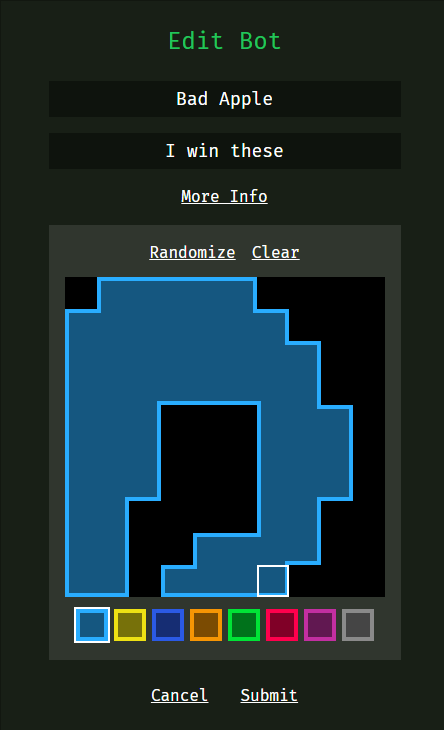 Edit Bot
Bad Apple
I win these
More Info
Randomize Clear
Cancel Submit